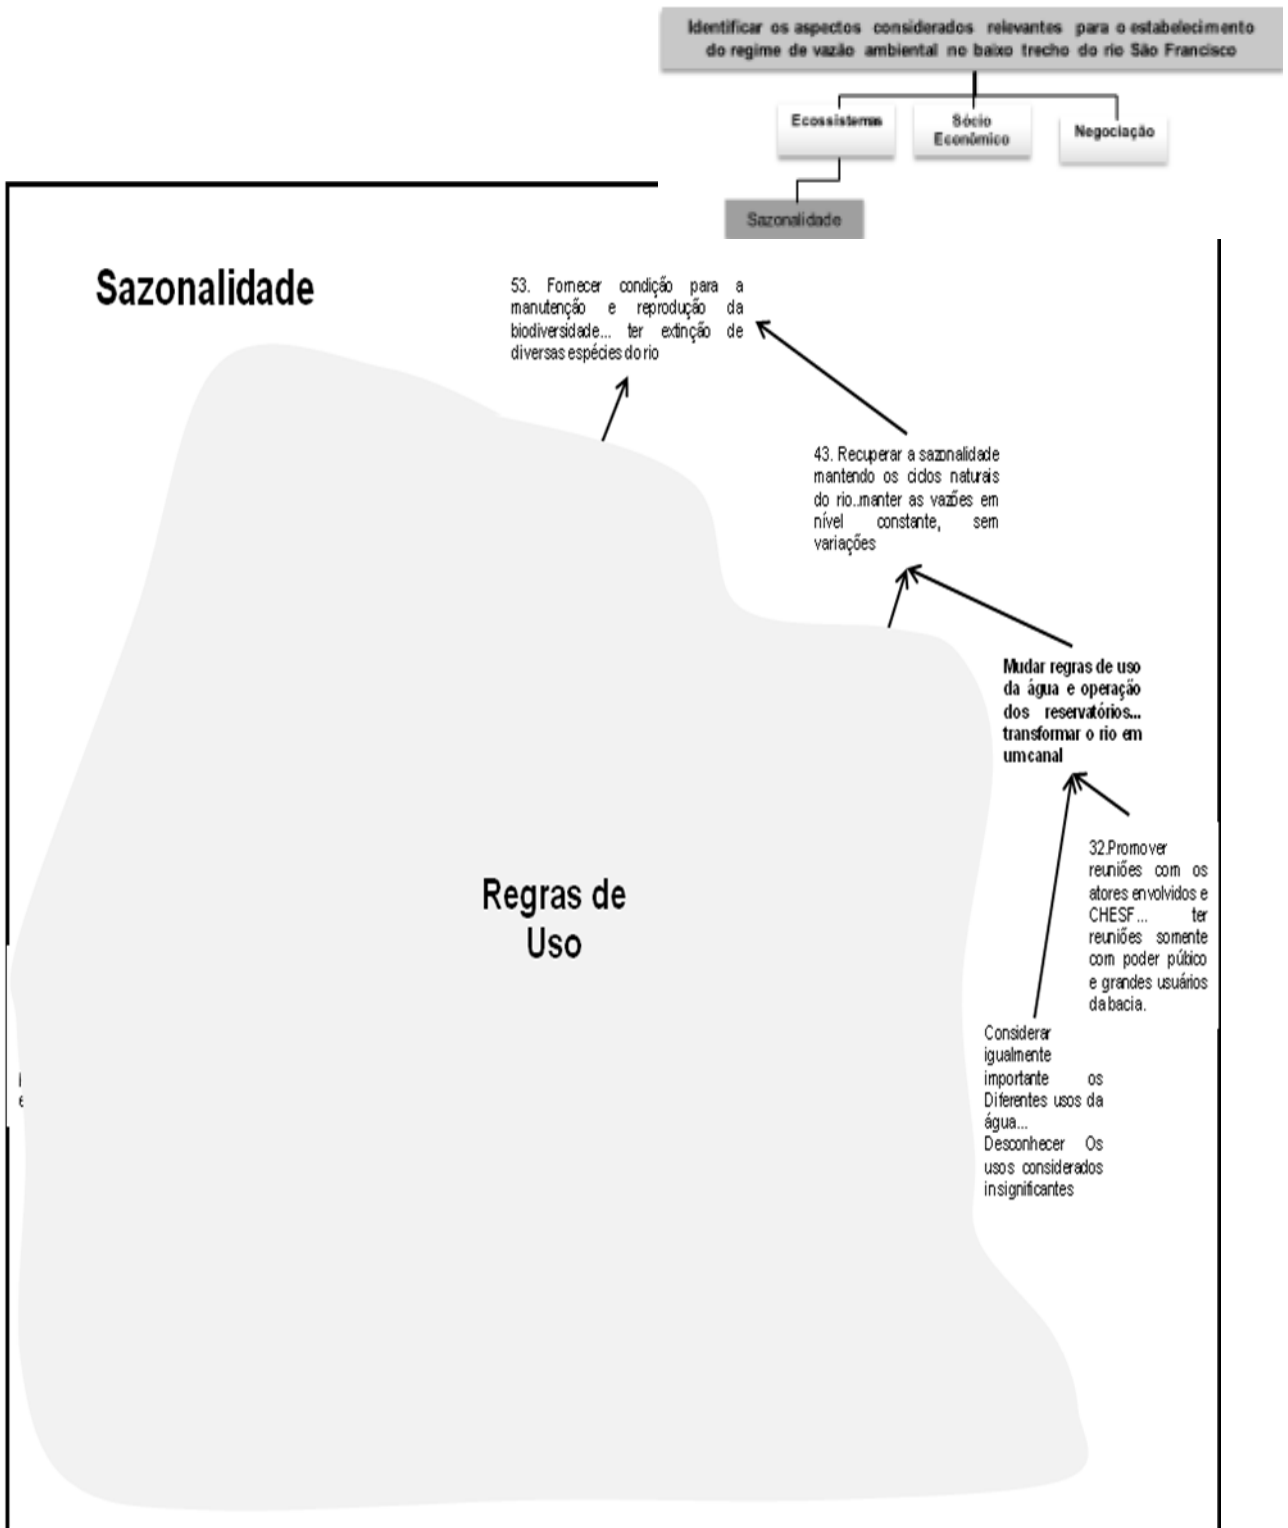 Identificar os aspectos considerados relevantes para o estabelecimento
do regime de vazão ambiental no baixo trecho do rio São Francisco
Ecossistemas
Sócio
Econômico
Negociação
Sazonalidade
Sazonalidade
53. Fornecer condição para a
manutenção e reprodução da
biodiversidade... ter extinção de
diversas espécies do rio
43. Recuperar a sazonalidade
mantendo os ciclos naturais
do rio..manter as vazões em
nível constante, sem
variações
Mudar regras de uso
da água e operação
dos reservatórios...
transformar o rio em
um canal
Regras de
Uso
32.Promover
reuniões com os
atores envolvidos e
CHESF... ter
reuniões somente
com poder púbico
e grandes usuários
da bacia.
Considerar
igualmente
importante os
Diferentes usos da
água...
Desconhecer Os
usos considerados
insignificantes